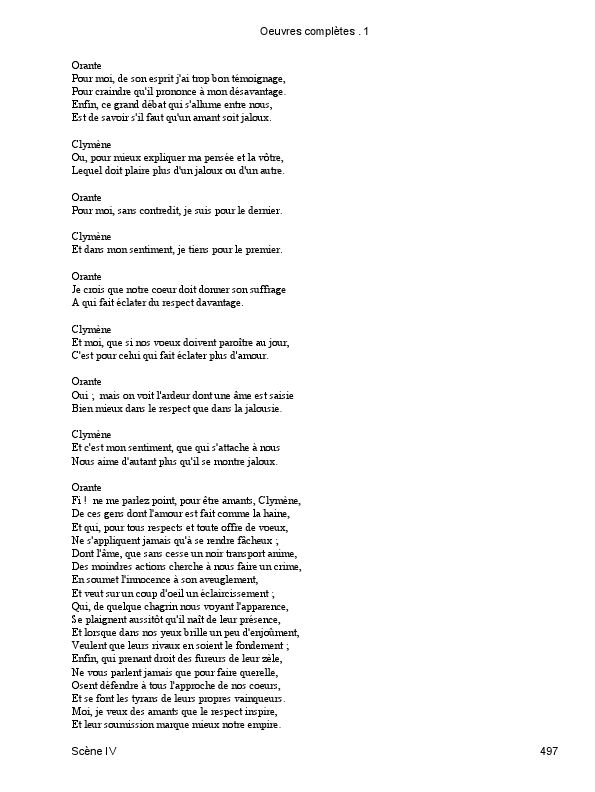 Oeuvres complètes . 1
Orante
Pour moi, de son esprit j'ai trop bon témoignage,
Pour craindre qu'il prononce à mon désavantage.
Enfin, ce grand débat qui s'allume entre nous,
Est de savoir s'il faut qu'un amant soit jaloux.
Clymène
Ou, pour mieux expliquer ma pensée et la vôtre,
Lequel doit plaire plus d'un jaloux ou d'un autre.
Orante
Pour moi, sans contredit, je suis pour le dernier.
Clymène
Et dans mon sentiment, je tiens pour le premier.
Orante
Je crois que notre coeur doit donner son suffrage
A qui fait éclater du respect davantage.
Clymène
Et moi, que si nos voeux doivent paroître au jour,
C'est pour celui qui fait éclater plus d'amour.
Orante
Oui ; mais on voit l'ardeur dont une âme est saisie
Bien mieux dans le respect que dans la jalousie.
Clymène
Et c'est mon sentiment, que qui s'attache à nous
Nous aime d'autant plus qu'il se montre jaloux.
Orante
Fi ! ne me parlez point, pour être amants, Clymène,
De ces gens dont l'amour est fait comme la haine,
Et qui, pour tous respects et toute offre de voeux,
Ne s'appliquent jamais qu'à se rendre fâcheux ;
Dont l'âme, que sans cesse un noir transport anime,
Des moindres actions cherche à nous faire un crime,
En soumet l'innocence à son aveuglement,
Et veut sur un coup d'oeil un éclaircissement ;
Qui, de quelque chagrin nous voyant l'apparence,
Se plaignent aussitôt qu'il naît de leur présence,
Et lorsque dans nos yeux brille un peu d'enjoûment,
Veulent que leurs rivaux en soient le fondement ;
Enfin, qui prenant droit des fureurs de leur zèle,
Ne vous parlent jamais que pour faire querelle,
Osent défendre à tous l'approche de nos coeurs,
Et se font les tyrans de leurs propres vainqueurs.
Moi, je veux des amants que le respect inspire,
Et leur soumission marque mieux notre empire.
Scène IV
497